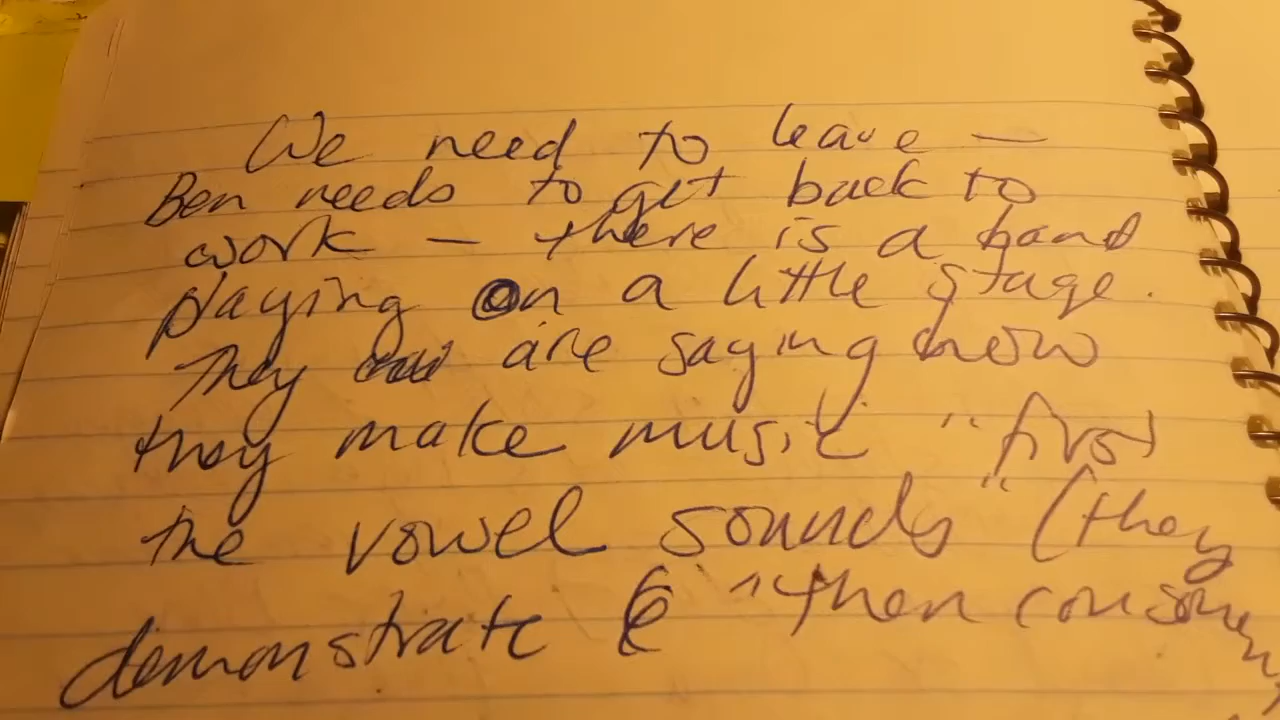 We need to leave —
Ben needs to get back to
work — there is a band
playing on a little stage.
They are saying how
they make music "first
the vowel sounds" (they
demonstrate "then